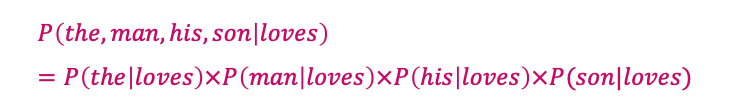 P(the, man, his, son|loves)
= P(the|loves)×P(man|loves)×P(his|loves)×P(son|loves)